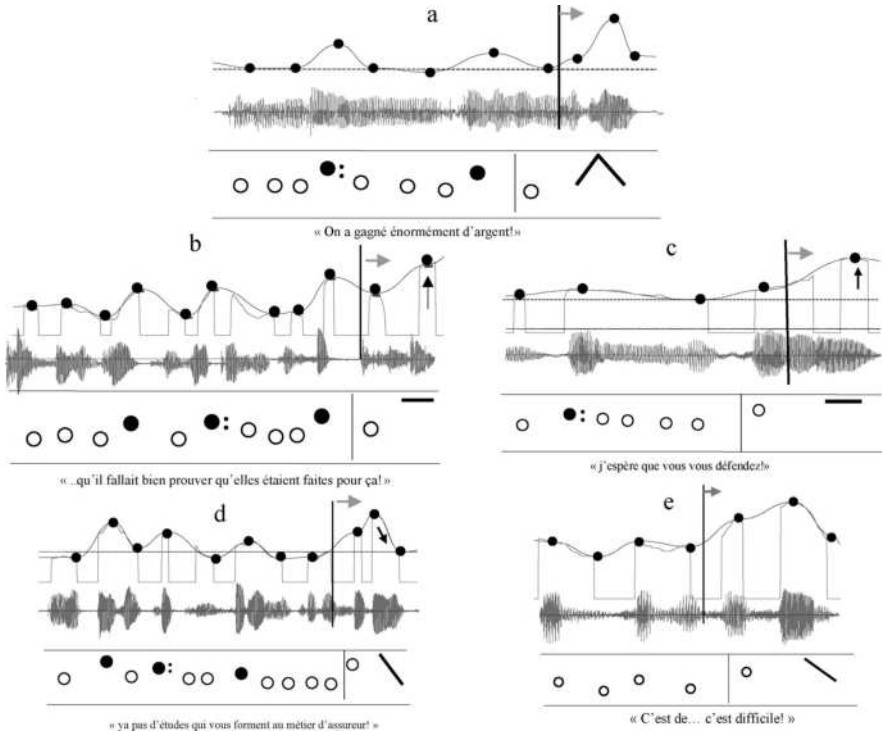 a
« On a gagné énormément d'argent!»
b
c
« ..qu'il fallait bien prouver qu'elles étaient faites pour ça! »
« j'espère que vous vous défendez!»
d
e
« ya pas d'études qui vous forment au métier d'assureur! »
« C'est de... c'est difficile! »